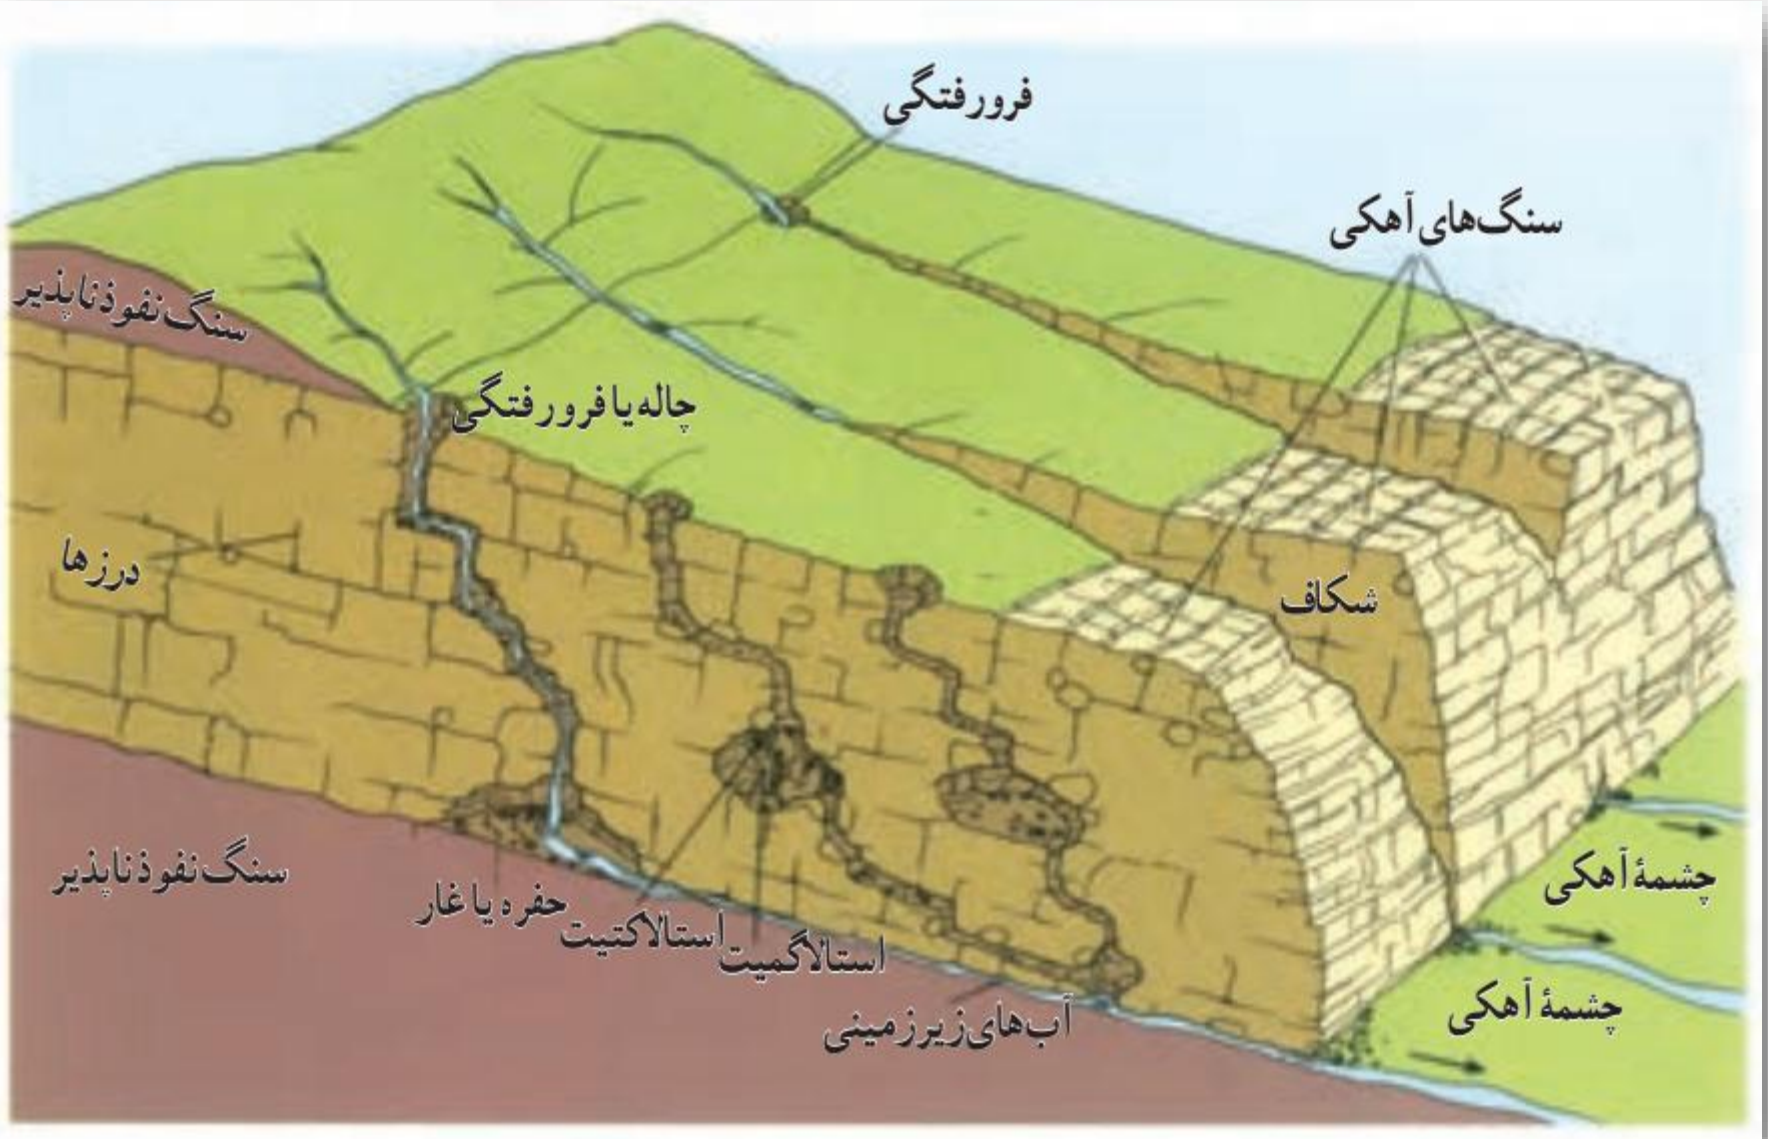 فرورفتگی
سنگ‌های آهکی
سنگ نفوذناپذیر
چاله یا فرورفتگی
درزها
شکاف
سنگ نفوذناپذیر
حفره یا غار
استالاکتیت
استالاگمیت
آب‌های زیرزمینی
چشمهٔ آهکی
چشمهٔ آهکی